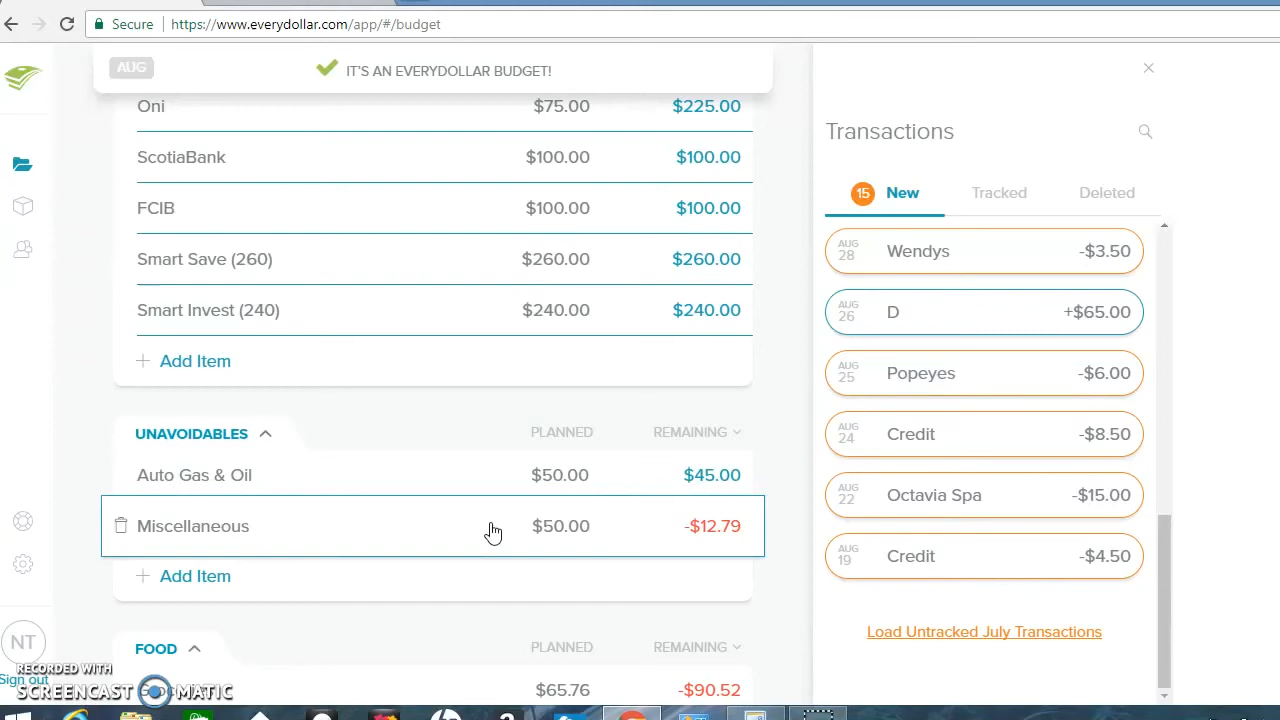 Secure https://www.everydollar.com/app/#/budget
AUG IT'S AN EVERYDOLLAR BUDGET!
Oni $75.00 $225.00
ScotiaBank $100.00 $100.00
FCIB $100.00 $100.00
Smart Save (260) $260.00 $260.00
Smart Invest (240) $240.00 $240.00
+ Add Item
UNAVOIDABLES PLANNED REMAINING
Auto Gas & Oil $50.00 $45.00
Miscellaneous $50.00 -$12.79
+ Add Item
FOOD PLANNED REMAINING
$65.76 -$90.52
Transactions
15 New Tracked Deleted
AUG 28 Wendys -$3.50
AUG 26 D +$65.00
AUG 25 Popeyes -$6.00
AUG 24 Credit -$8.50
AUG 22 Octavia Spa -$15.00
AUG 19 Credit -$4.50
Load Untracked July Transactions
NT
Sign out
RECORDED WITH
SCREENCAST MATIC